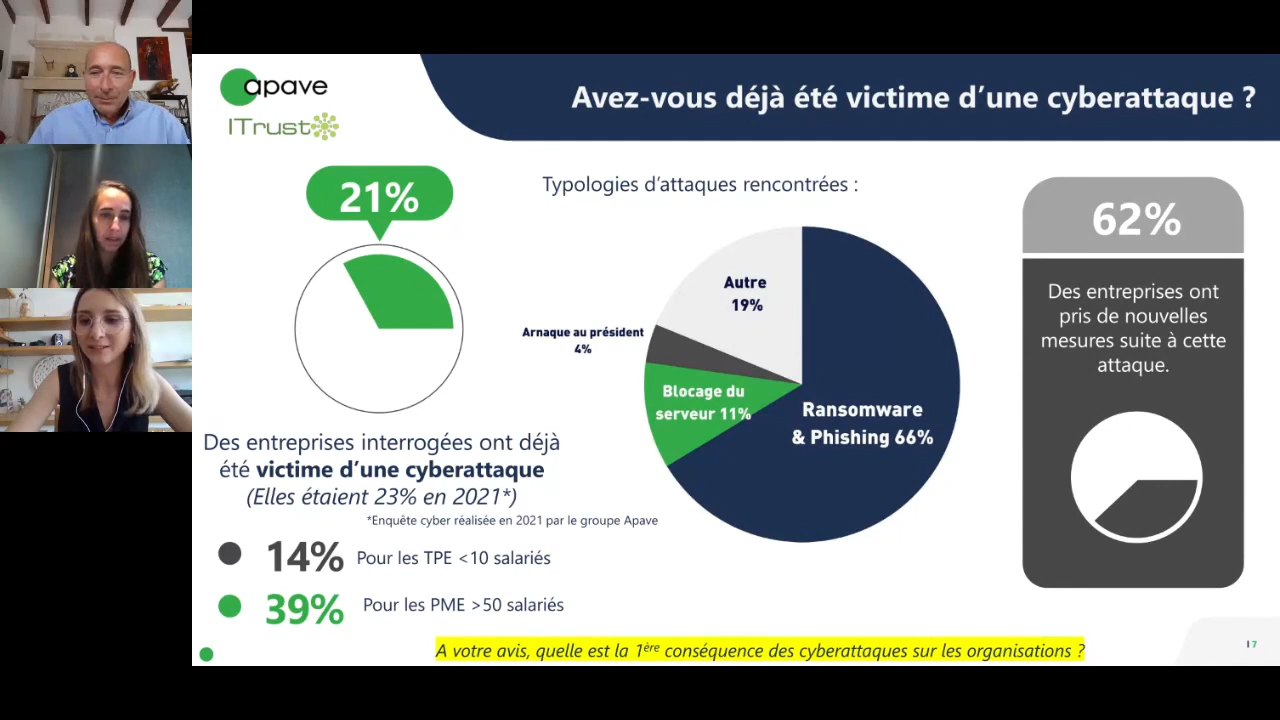 apave
ITrust
Avez-vous déjà été victime d’une cyberattaque ?
21%
Des entreprises interrogées ont déjà
été victime d’une cyberattaque
(Elles étaient 23% en 2021*)
*Enquête cyber réalisée en 2021 par le groupe Apave
14% Pour les TPE <10 salariés
39% Pour les PME >50 salariés
Typologies d’attaques rencontrées :
Autre
19%
Arnaque au président
4%
Blocage du
serveur 11%
Ransomware
& Phishing 66%
62%
Des entreprises ont
pris de nouvelles
mesures suite à cette
attaque.
A votre avis, quelle est la 1ère conséquence des cyberattaques sur les organisations ?
I 7